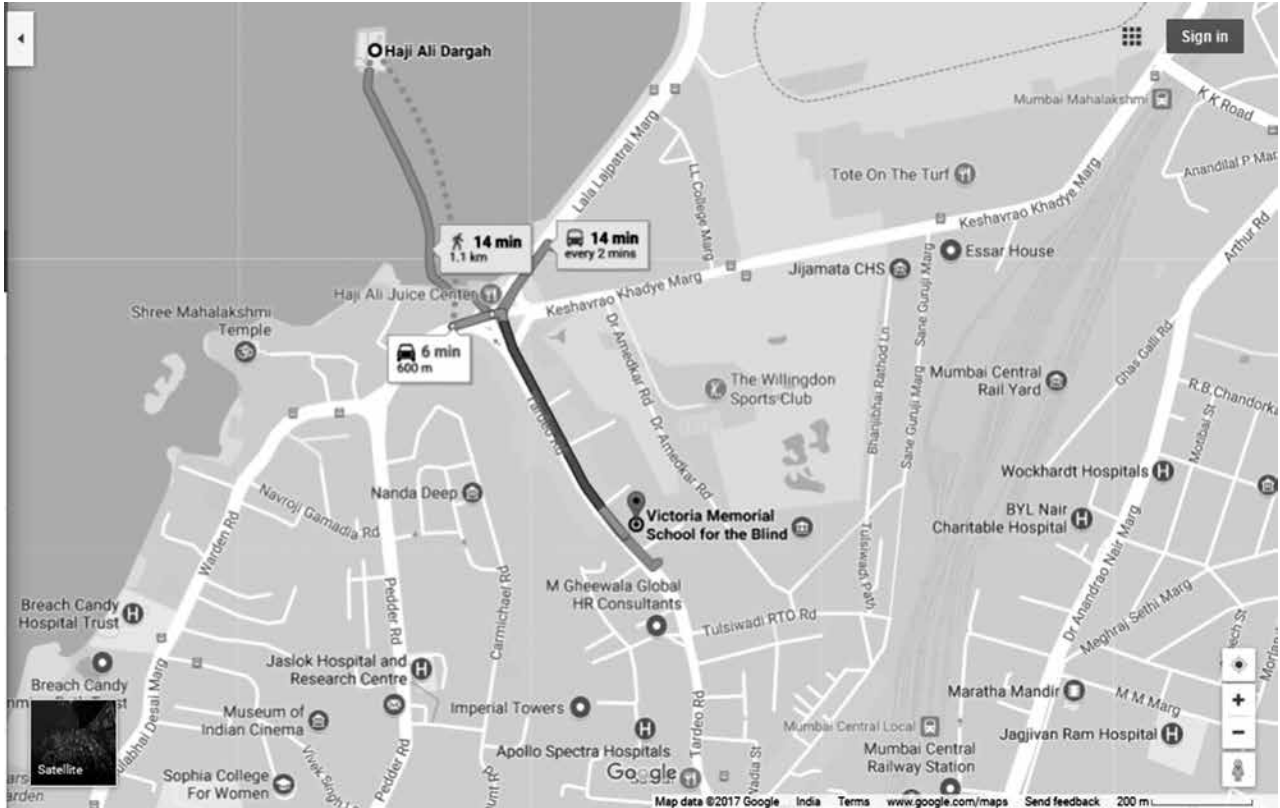 Haji Ali Dargah
Sign in
Mumbai Mahalakshmi
K K Road
Anandilal P Mar
Lala Lajpatrai Marg
LL College Marg
Tote On The Turf
Keshavrao Khadye Marg
Arthur Rd
14 min
1.1 km
14 min
every 2 mins
Essar House
Jijamata CHS
Sane Guruji Marg
Haji Ali Juice Center
Keshavrao Khadye Marg
Shree Mahalakshmi
Temple
6 min
600 m
Dr Amedkar Rd
Bhanjibhai Rathod Ln
Ghas Galli Rd
The Willingdon
Sports Club
Mumbai Central
Rail Yard
R.B. Chandorka
Motibai St
Tardeo Rd
Dr Amedkar Rd
Sane Guruji Marg
Wockhardt Hospitals
Nanda Deep
Navroji Gamadia Rd
Warden Rd
Victoria Memorial
School for the Blind
BYL Nair
Charitable Hospital
Tulsiwadi Path
Pedder Rd
Carmichael Rd
M Gheewala Global
HR Consultants
Tulsiwadi RTO Rd
Dr Anandrao Nair Marg
Meghraj Sethi Marg
Breach Candy
Hospital Trust
Breach Candy
Jaslok Hospital and
Research Centre
Imperial Towers
Maratha Mandir
M M Marg
Museum of
Indian Cinema
Mumbai Central Local
Apollo Spectra Hospitals
Tardeo Rd
Mumbai Central
Railway Station
Jagjivan Ram Hospital
Satellite
Sophia College
For Women
Pedder Rd
Google
Map data ©2017 Google India Terms www.google.com/maps Send feedback 200 m